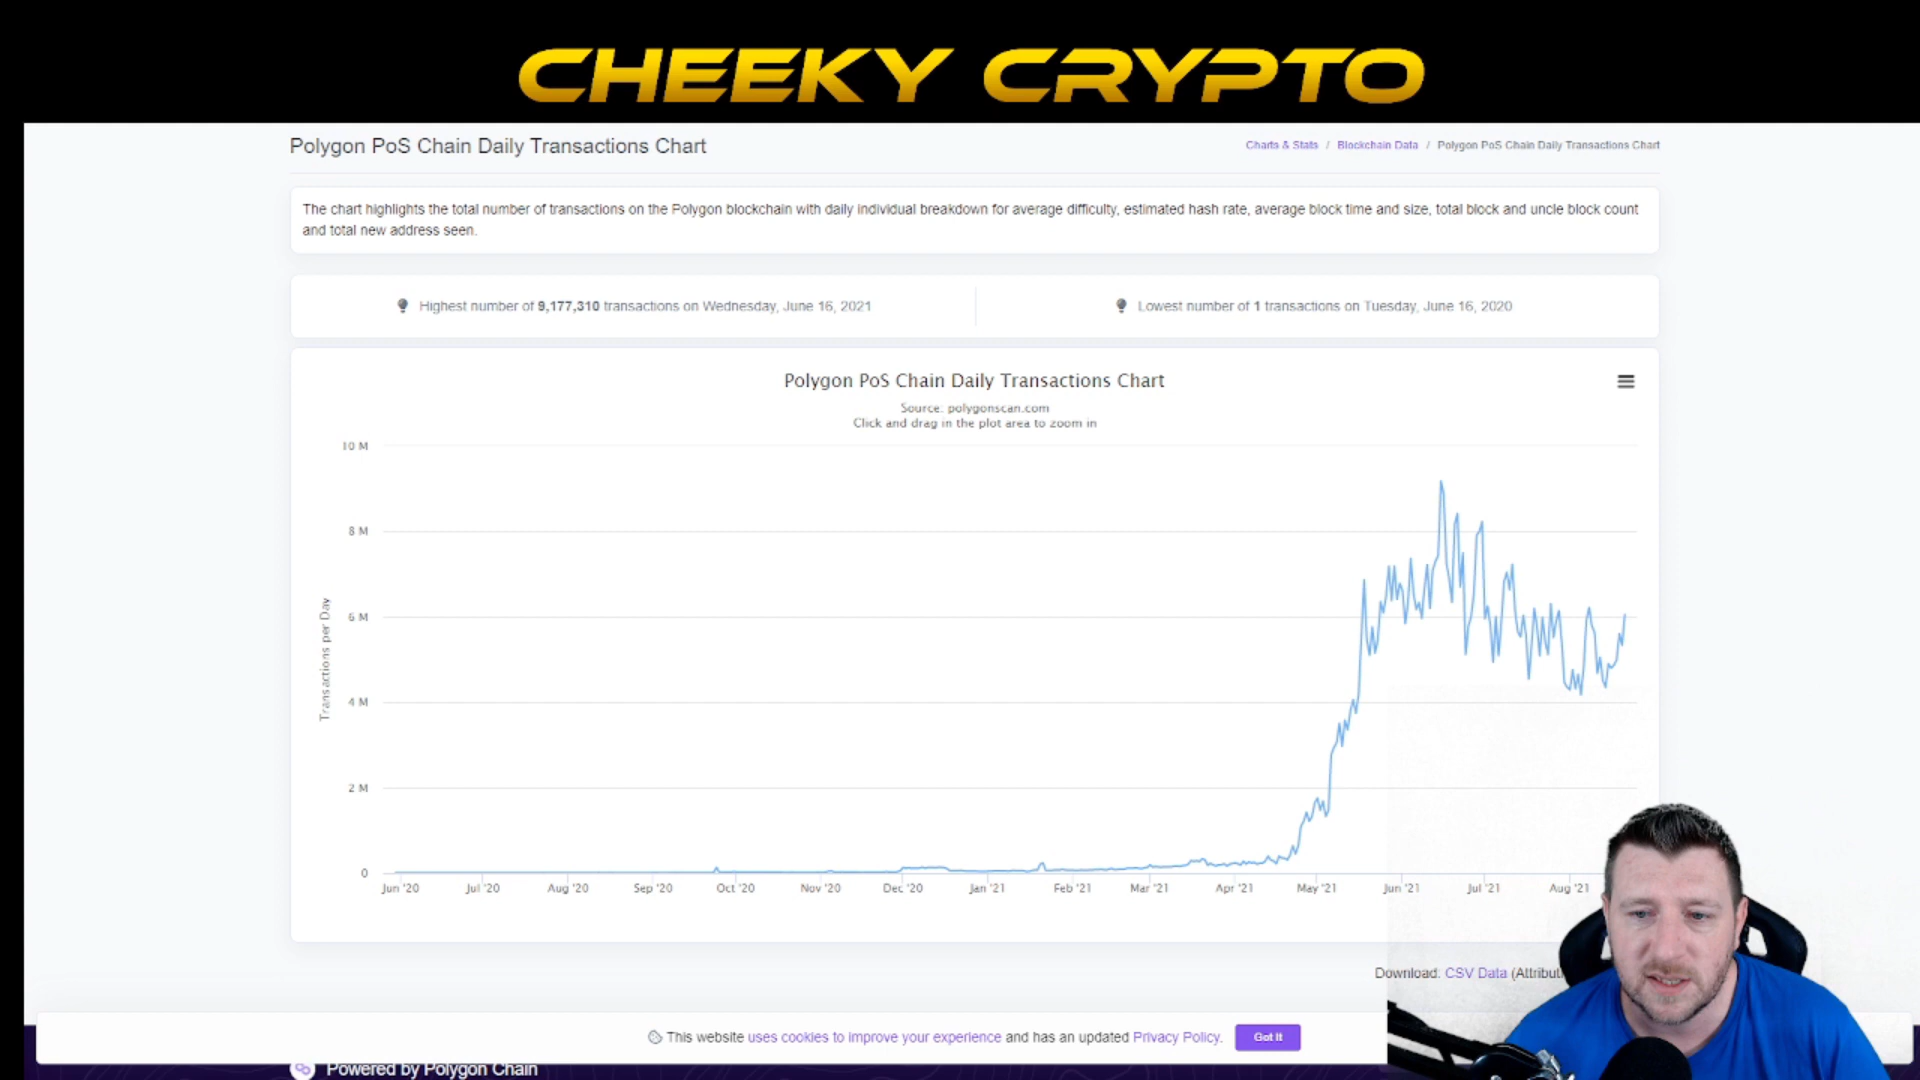 CHEEKY CRYPTO
Polygon PoS Chain Daily Transactions Chart
Charts & Stats / Blockchain Data / Polygon PoS Chain Daily Transactions Chart
The chart highlights the total number of transactions on the Polygon blockchain with daily individual breakdown for average difficulty, estimated hash rate, average block time and size, total block and uncle block count
and total new address seen.
Highest number of 9,177,310 transactions on Wednesday, June 16, 2021
Lowest number of 1 transactions on Tuesday, June 16, 2020
Polygon PoS Chain Daily Transactions Chart
Source: polygonscan.com
Click and drag in the plot area to zoom in
Transactions per Day
10 M
8 M
6 M
4 M
2 M
0
Jun '20 Jul '20 Aug '20 Sep '20 Oct '20 Nov '20 Dec '20 Jan '21 Feb '21 Mar '21 Apr '21 May '21 Jun '21 Jul '21 Aug '21
Download: CSV Data (Attributi
This website uses cookies to improve your experience and has an updated Privacy Policy.
Got It
Powered by Polygon Chain